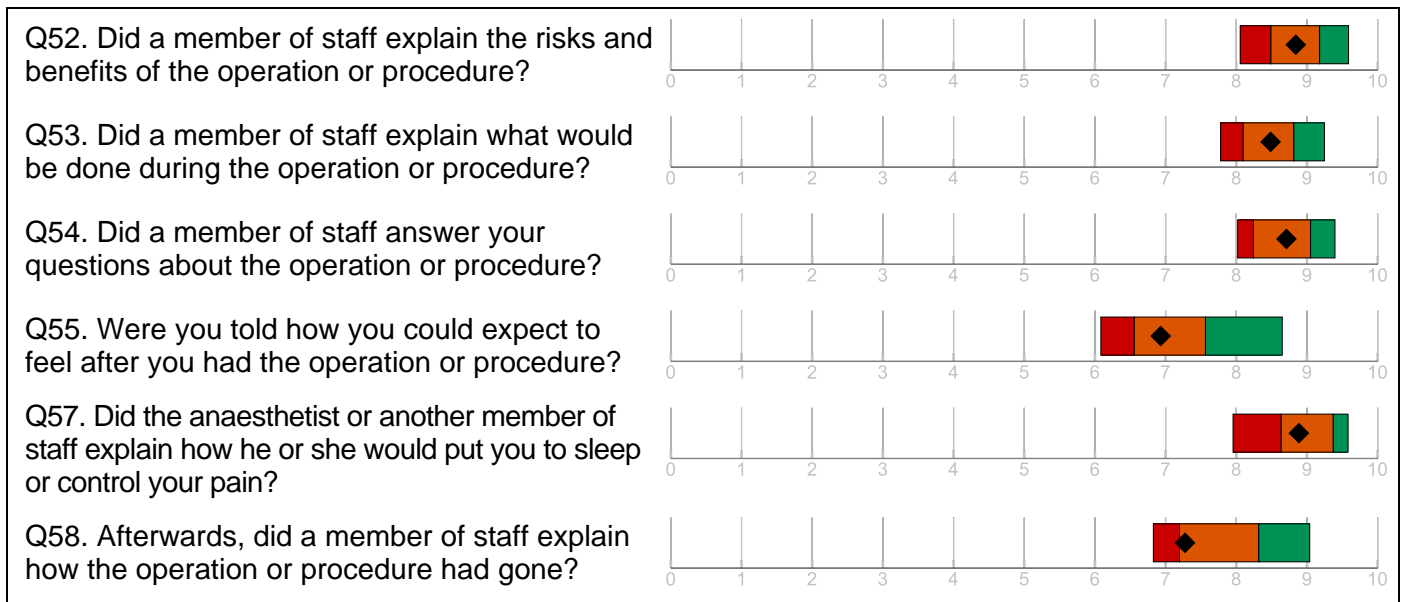 Q52. Did a member of staff explain the risks and
benefits of the operation or procedure?
0 1 2 3 4 5 6 7 8 9 10
Q53. Did a member of staff explain what would
be done during the operation or procedure?
0 1 2 3 4 5 6 7 8 9 10
Q54. Did a member of staff answer your
questions about the operation or procedure?
0 1 2 3 4 5 6 7 8 9 10
Q55. Were you told how you could expect to
feel after you had the operation or procedure?
0 1 2 3 4 5 6 7 8 9 10
Q57. Did the anaesthetist or another member of
staff explain how he or she would put you to sleep
or control your pain?
0 1 2 3 4 5 6 7 8 9 10
Q58. Afterwards, did a member of staff explain
how the operation or procedure had gone?
0 1 2 3 4 5 6 7 8 9 10